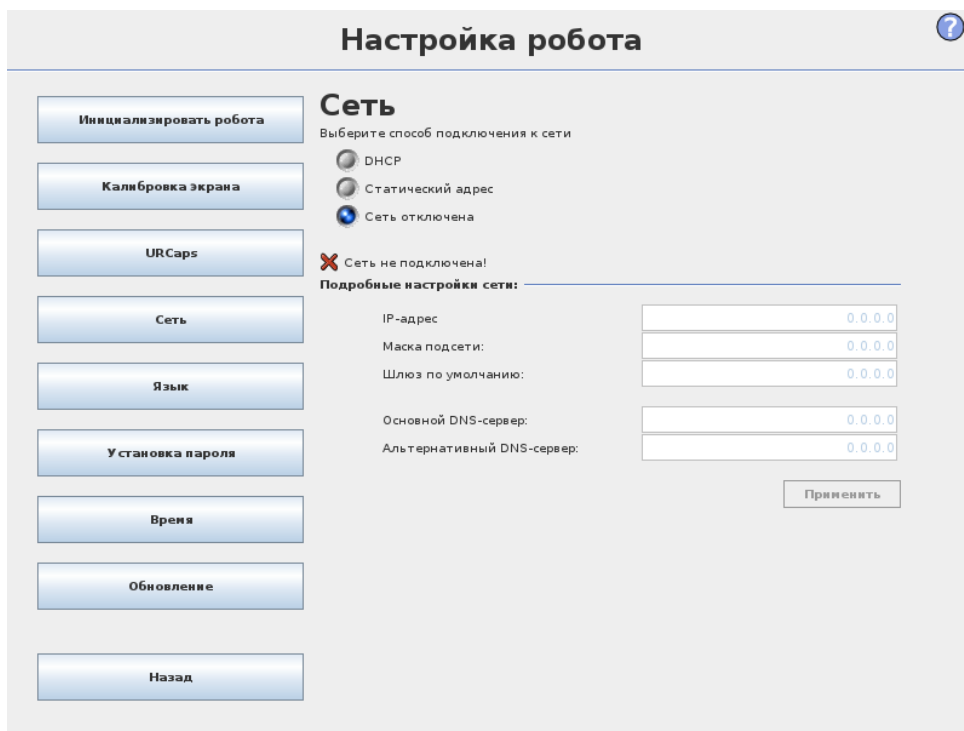 Настройка робота
?
Инициализировать робота
Калибровка экрана
URCaps
Сеть
Язык
Установка пароля
Время
Обновление
Назад
Сеть
Выберите способ подключения к сети
DHCP
Статический адрес
Сеть отключена
Сеть не подключена!
Подробные настройки сети:
IP-адрес 0.0.0.0
Маска подсети: 0.0.0.0
Шлюз по умолчанию: 0.0.0.0
Основной DNS-сервер: 0.0.0.0
Альтернативный DNS-сервер: 0.0.0.0
Применить